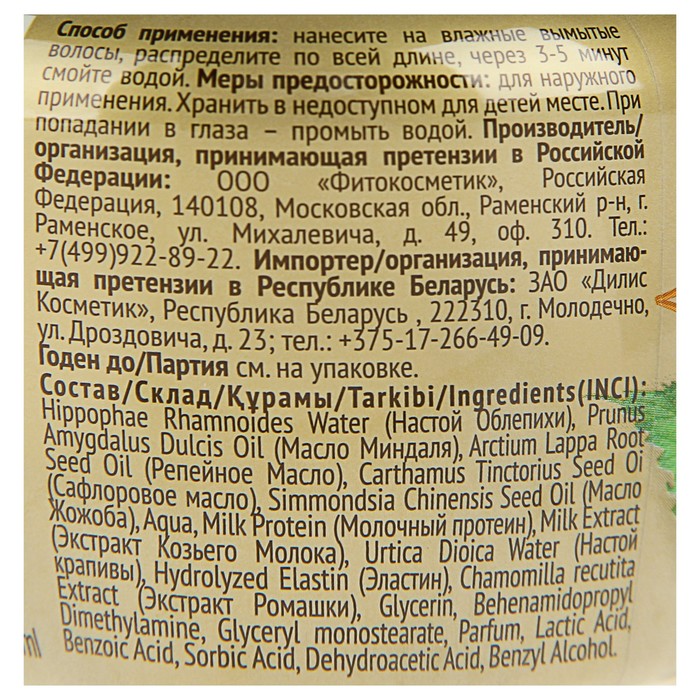 Способ применения: нанесите на влажные вымытые
волосы, распределите по всей длине, через 3-5 минут
смойте водой. Меры предосторожности: для наружного
применения. Хранить в недоступном для детей месте. При
попадании в глаза – промыть водой. Производитель/
организация, принимающая претензии в Российской
Федерации: ООО «Фитокосметик», Российская
Федерация, 140108, Московская обл., Раменский р-н, г.
Раменское, ул. Михалевича, д. 49, оф. 310. Тел.:
+7(499)922-89-22. Импортер/организация, принимаю-
щая претензии в Республике Беларусь: ЗАО «Дилис
Косметик», Республика Беларусь , 222310, г. Молодечно,
ул. Дроздовича, д. 23; тел.: +375-17-266-49-09.
Годен до/Партия см. на упаковке.
Состав/Склад/Құрамы/Tarkibi/Ingredients(INCI):
Hippophae Rhamnoides Water (Настой Облепихи), Prunus
Amygdalus Dulcis Oil (Масло Миндаля), Arctium Lappa Root
Seed Oil (Репейное Масло), Carthamus Tinctorius Seed Oi
(Сафлоровое масло), Simmondsia Chinensis Seed Oil (Масло
Жожоба), Aqua, Milk Protein (Молочный протеин), Milk Extract
(Экстракт Козьего Молока), Urtica Dioica Water (Настой
крапивы), Hydrolyzed Elastin (Эластин), Chamomilla recutita
Extract (Экстракт Ромашки), Glycerin, Behenamidopropyl
Dimethylamine, Glyceryl monostearate, Parfum, Lactic Acid,
Benzoic Acid, Sorbic Acid, Dehydroacetic Acid, Benzyl Alcohol.
ml